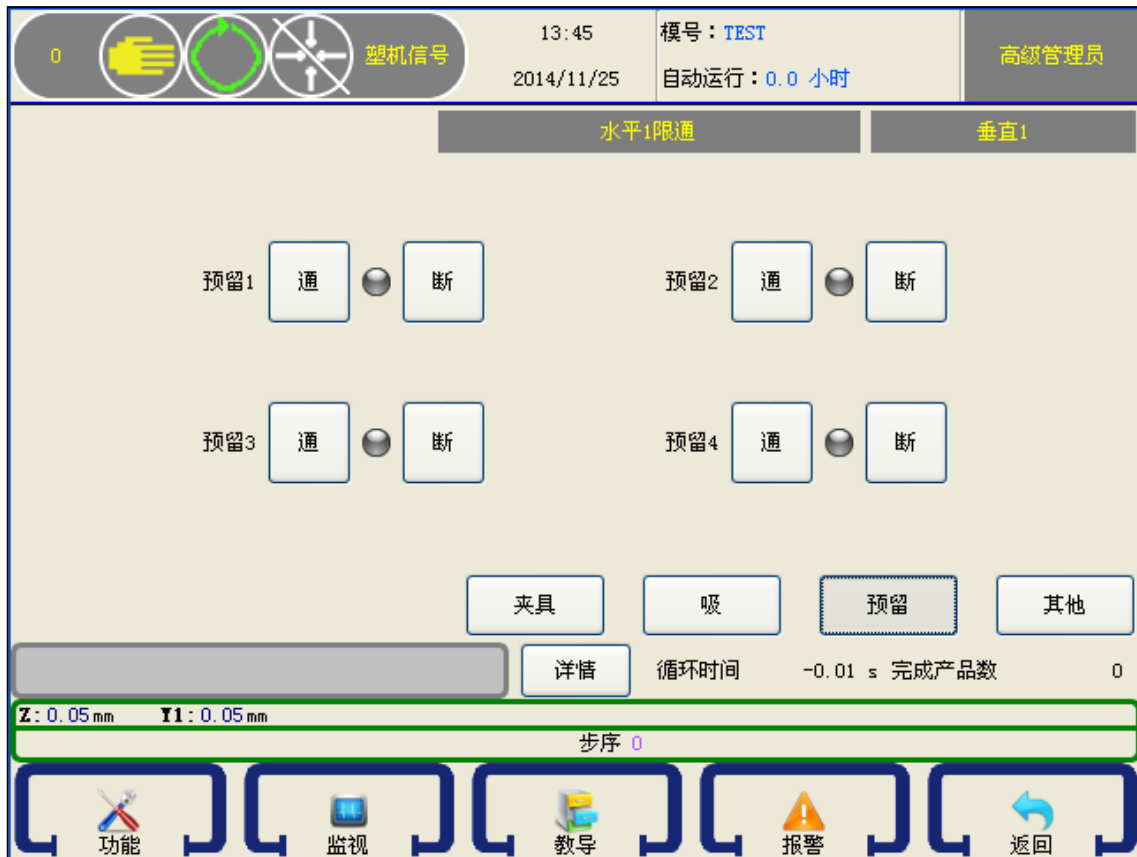 0 塑机信号 13:45 模号：TEST 高级管理员
2014/11/25 自动运行：0.0 小时
水平1限通 垂直1
预留1 通 断 预留2 通 断
预留3 通 断 预留4 通 断
夹具 吸 预留 其他
详情 循环时间 -0.01 s 完成产品数 0
Z:0.05mm Y1:0.05mm
步序 0
功能 监视 教导 报警 返回